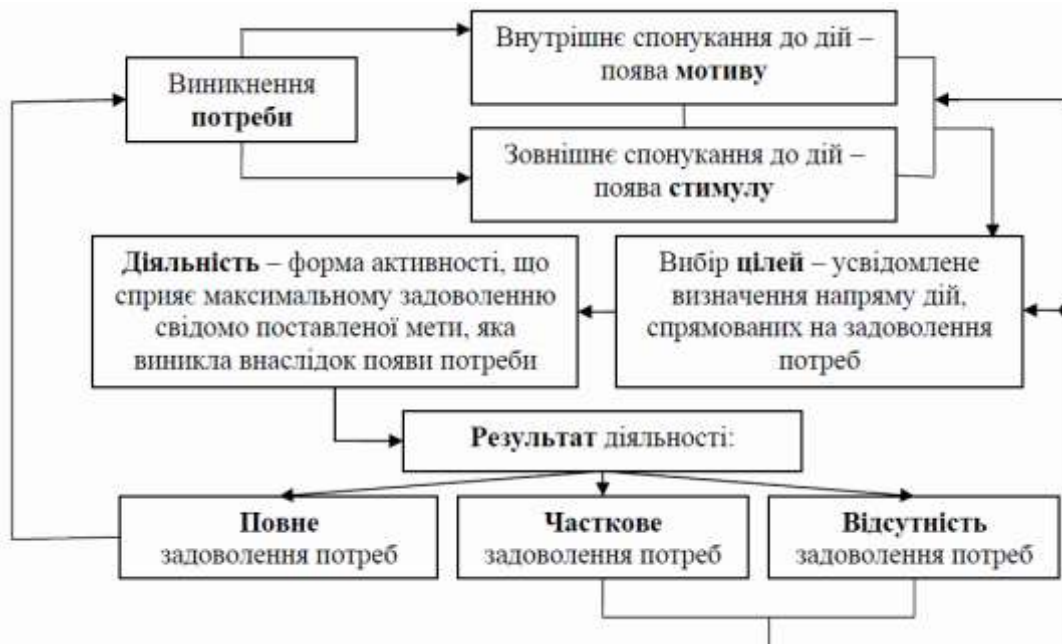 Виникнення
потреби
Внутрішнє спонукання до дій –
поява мотиву
Зовнішнє спонукання до дій –
поява стимулу
Діяльність – форма активності, що
сприяє максимальному задоволенню
свідомо поставленої мети, яка
виникла внаслідок появи потреби
Вибір цілей – усвідомлене
визначення напряму дій,
спрямованих на задоволення
потреб
Результат діяльності:
Повне
задоволення потреб
Часткове
задоволення потреб
Відсутність
задоволення потреб